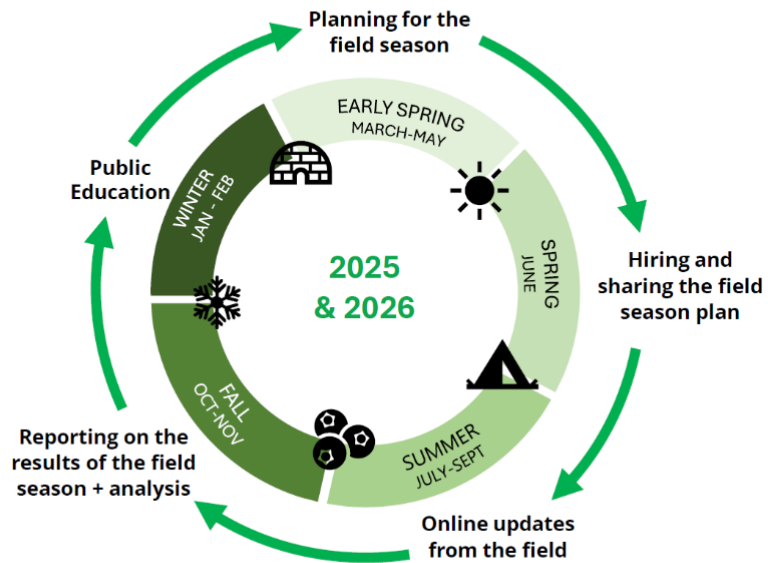 Planning for the
field season
EARLY SPRING
MARCH-MAY
Public
Education
WINTER
JAN - FEB
SPRING
JUNE
2025
& 2026
Hiring and
sharing the field
season plan
FALL
OCT-NOV
SUMMER
JULY-SEPT
Reporting on the
results of the field
season + analysis
Online updates
from the field